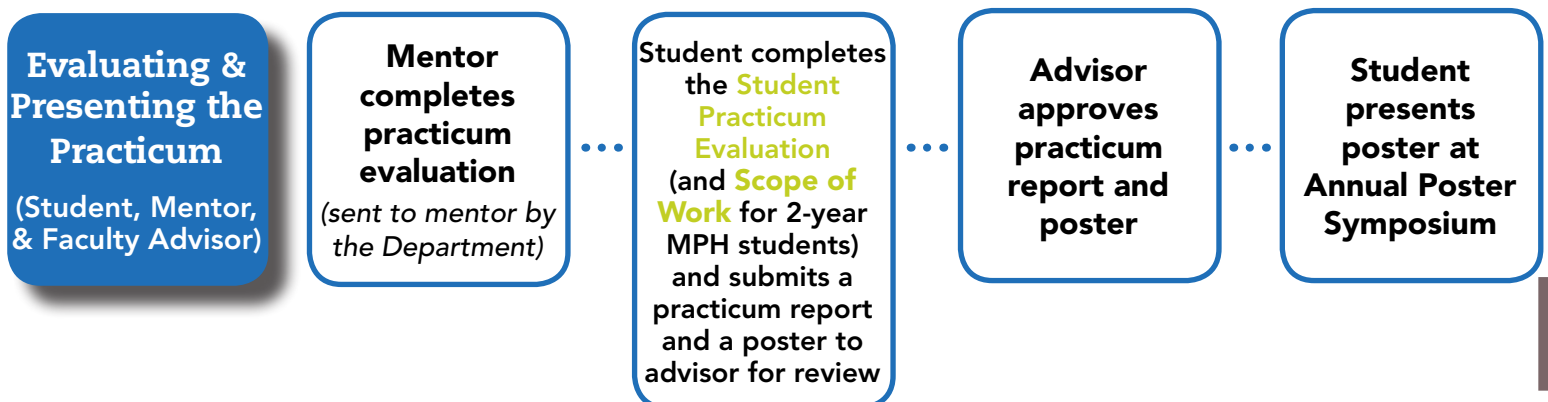 Evaluating &
Presenting the
Practicum
(Student, Mentor,
& Faculty Advisor)
Mentor
completes
practicum
evaluation
(sent to mentor by
the Department)
Student completes
the Student
Practicum
Evaluation
(and Scope of
Work for 2-year
MPH students)
and submits a
practicum report
and a poster to
advisor for review
Advisor
approves
practicum
report and
poster
Student
presents
poster at
Annual Poster
Symposium